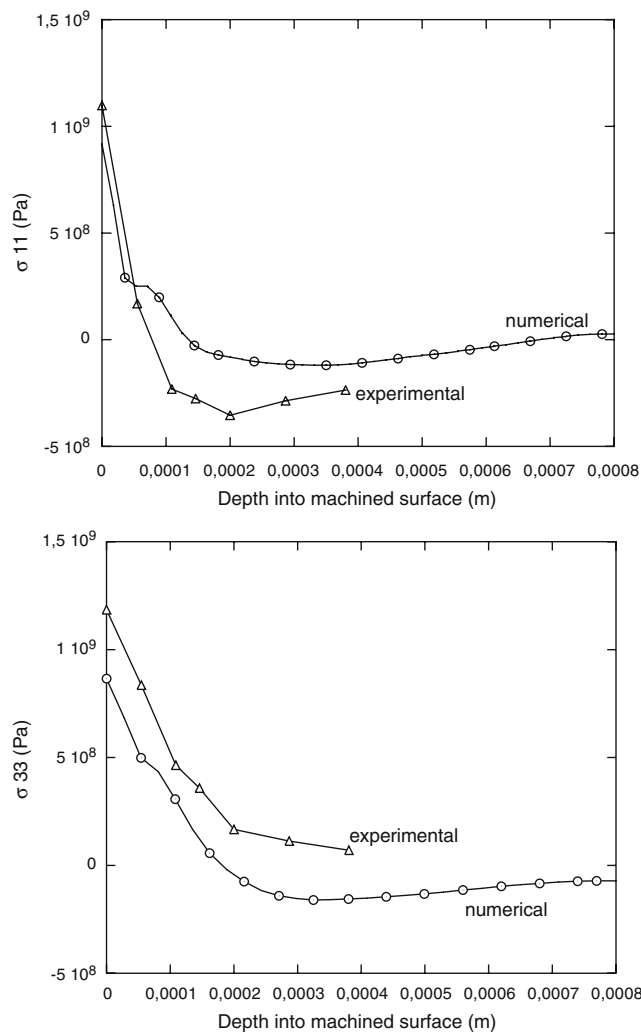 1,5 10⁹
1 10⁹
5 10⁸
0
-5 10⁸
σ 11 (Pa)
numerical
experimental
0 0,0001 0,0002 0,0003 0,0004 0,0005 0,0006 0,0007 0,0008
Depth into machined surface (m)
1,5 10⁹
1 10⁹
5 10⁸
0
-5 10⁸
σ 33 (Pa)
experimental
numerical
0 0,0001 0,0002 0,0003 0,0004 0,0005 0,0006 0,0007 0,0008
Depth into machined surface (m)